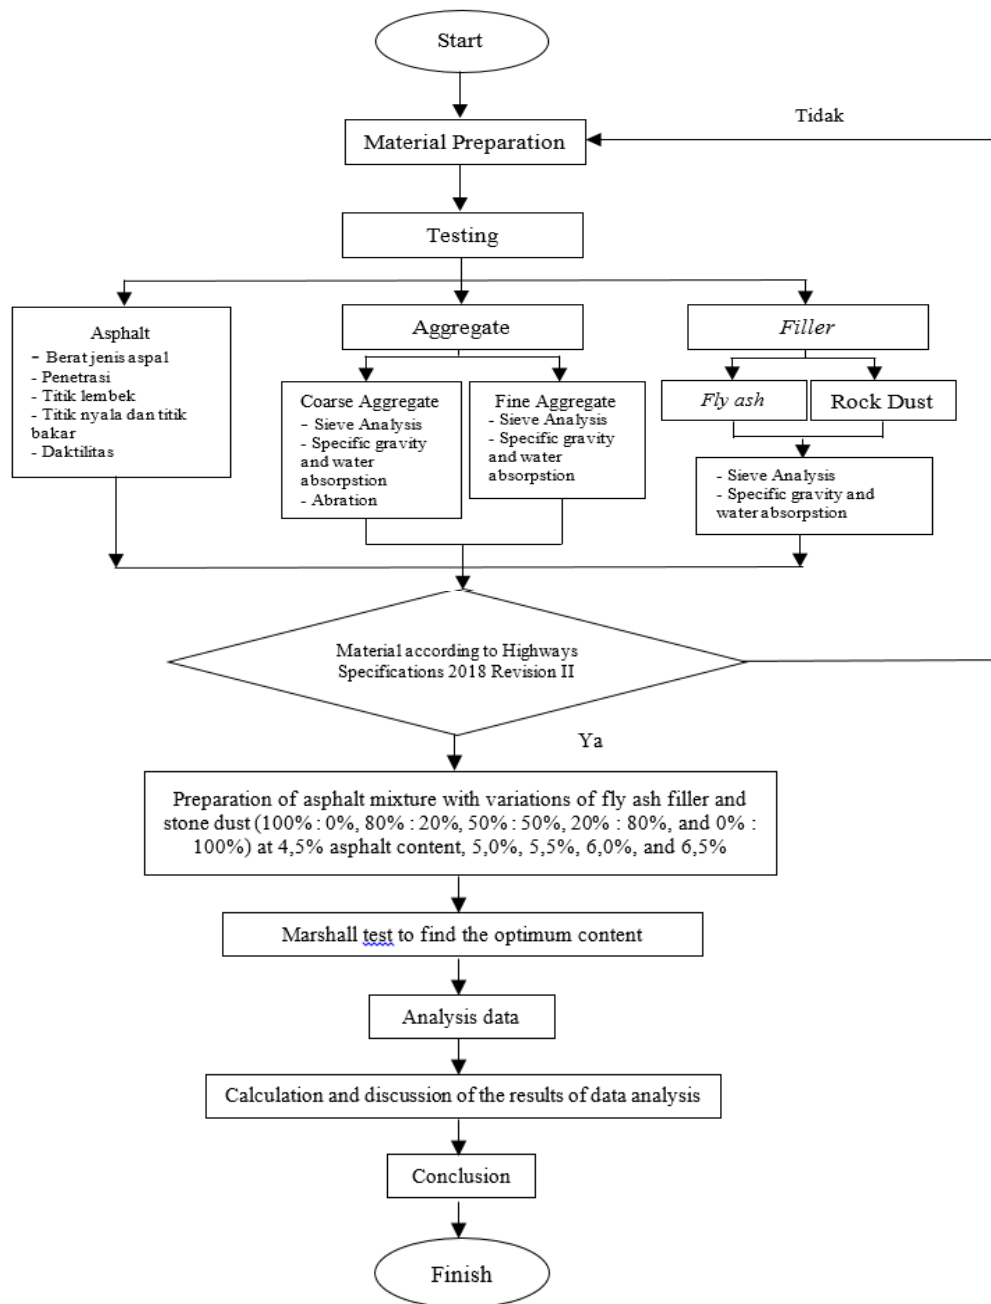 Start
Tidak
Material Preparation
Testing
Asphalt
- Berat jenis aspal
- Penetrasi
- Titik lembek
- Titik nyala dan titik
bakar
- Daktilitas
Aggregate
Coarse Aggregate
- Sieve Analysis
- Specific gravity
and water
absorpstion
- Abration
Fine Aggregate
- Sieve Analysis
- Specific gravity
and water
absorpstion
Filler
Fly ash
Rock Dust
- Sieve Analysis
- Specific gravity and
water absorpstion
Material according to Highways
Specifications 2018 Revision II
Ya
Preparation of asphalt mixture with variations of fly ash filler and
stone dust (100% : 0%, 80% : 20%, 50% : 50%, 20% : 80%, and 0% :
100%) at 4,5% asphalt content, 5,0%, 5,5%, 6,0%, and 6,5%
Marshall test to find the optimum content
Analysis data
Calculation and discussion of the results of data analysis
Conclusion
Finish